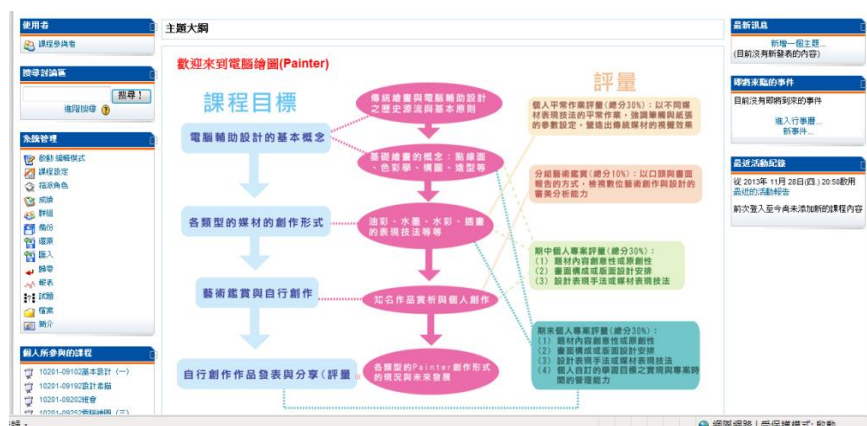 使用者
課程參與者
搜尋討論區
搜尋！
進階搜尋
系統管理
啟動編輯模式
課程設定
指派角色
成績
群組
備份
還原
匯入
歸零
報表
試題
檔案
簡介
個人所參與的課程
10201-09102基本設計（一）
10201-09192設計素描
10201-09202班會
10201-09252電腦繪圖（三）
主題大綱
歡迎來到電腦繪圖(Painter)
課程目標
電腦輔助設計的基本概念
各類型的媒材的創作形式
藝術鑑賞與自行創作
自行創作作品發表與分享(評量
傳統繪畫與電腦輔助設計
之歷史源流與基本原則
基礎繪畫的概念：點線面
、色彩學、構圖、造型等
油彩、水墨、水彩、插畫
的表現技法等等
知名作品賞析與個人創作
各類型的Painter創作形式
的現況與未來發展
評量
個人平常作業評量(總分30%)：以不同媒
材表現技法的平常作業，強調筆觸與紙張
的參數設定，營造出傳統媒材的視覺效果
分組藝術鑑賞(總分10%)：以口頭與書面
報告的方式，檢視數位藝術創作與設計的
審美分析能力
期中個人專案評量(總分30%)：
(1) 題材內容創意性或原創性
(2) 畫面構成或版面設計安排
(3) 設計表現手法或媒材表現技法
期末個人專案評量(總分30%)：
(1) 題材內容創意性或原創性
(2) 畫面構成或版面設計安排
(3) 設計表現手法或媒材表現技法
(4) 個人自訂的學習目標之實現與專案時
間的管理能力
最新訊息
新增一個主題...
(目前沒有新發表的內容)
即將來臨的事件
目前沒有即將到來的事件
進入行事曆...
新事件...
最近活動紀錄
從 2013年 11月 28日(四) 20:50啟用
最近的活動報告
前次登入至今尚未添加新的課程內容
網際網路 | 受保護模式: 啟動